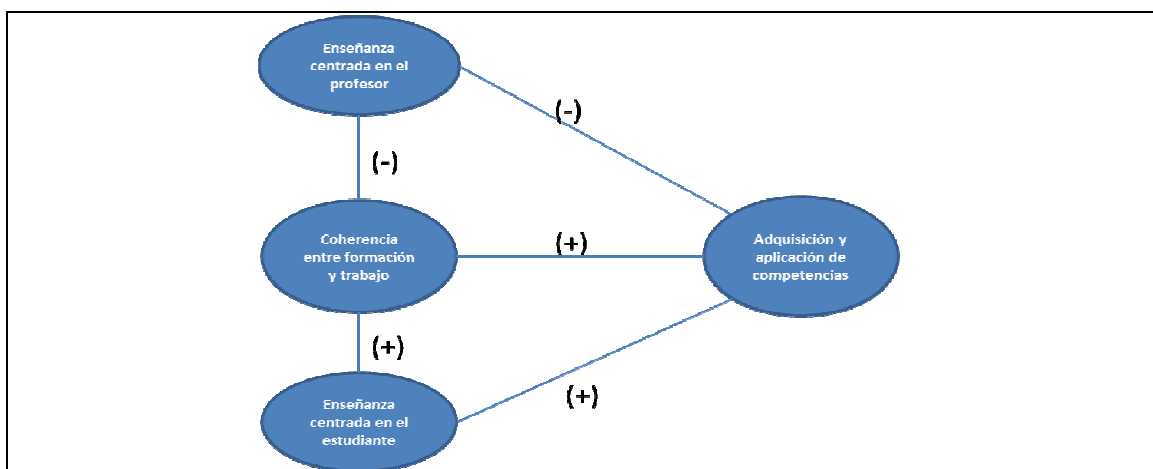 Enseñanza
centrada en el
profesor
(-)
(-)
Coherencia
entre formación
y trabajo
(+)
Adquisición y
aplicación de
competencias
(+)
(+)
Enseñanza
centrada en el
estudiante